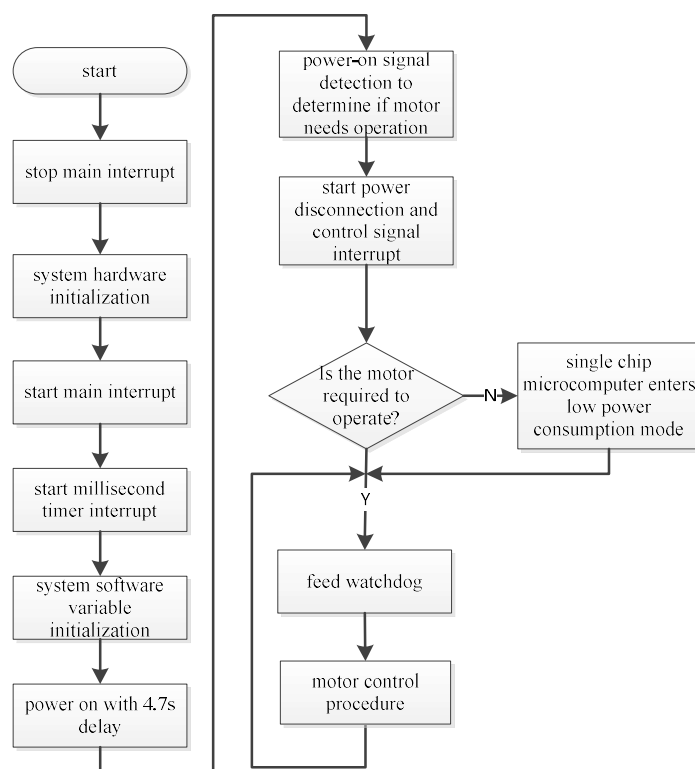 start
stop main interrupt
system hardware
initialization
start main interrupt
start millisecond
timer interrupt
system software
variable
initialization
power on with 4.7s
delay
power-on signal
detection to
determine if motor
needs operation
start power
disconnection and
control signal
interrupt
Is the motor
required to
operate?
N
single chip
microcomputer enters
low power
consumption mode
Y
feed watchdog
motor control
procedure